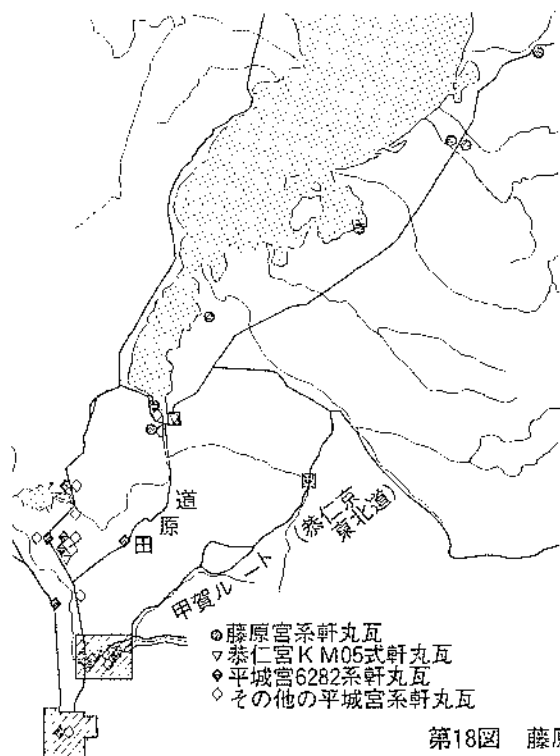 田原道
甲賀ルート
(恭仁京
東北道)
藤原宮系軒丸瓦
恭仁宮KM05式軒丸瓦
平城宮6282系軒丸瓦
その他の平城宮系軒丸瓦
第18図 藤原